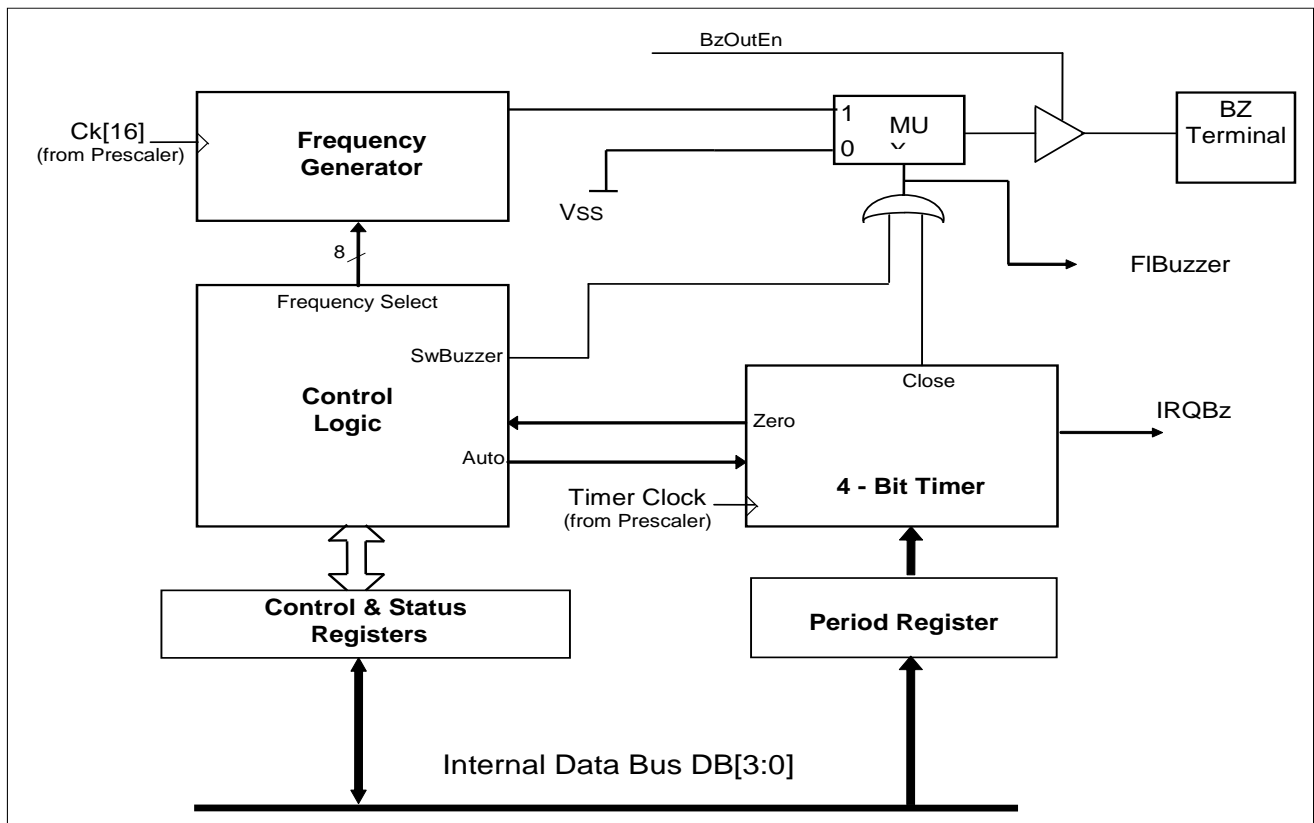 BzOutEn
Ck[16]
(from Prescaler)
Frequency
Generator
1
0
MU
BZ
Terminal
Vss
8
FlBuzzer
Frequency Select
SwBuzzer
Control
Logic
Auto
Close
Zero
4 - Bit Timer
IRQBz
Timer Clock
(from Prescaler)
Control & Status
Registers
Period Register
Internal Data Bus DB[3:0]